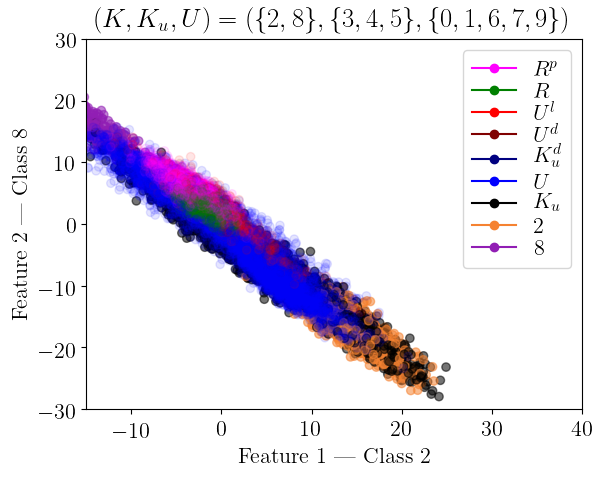 (K, K_u, U) = ({2, 8}, {3, 4, 5}, {0, 1, 6, 7, 9})
30
20
10
0
−10
−20
−30
Feature 2 — Class 8
R^p
R
U^l
U^d
K_u^d
U
K_u
2
8
−10
0
10
20
30
40
Feature 1 — Class 2